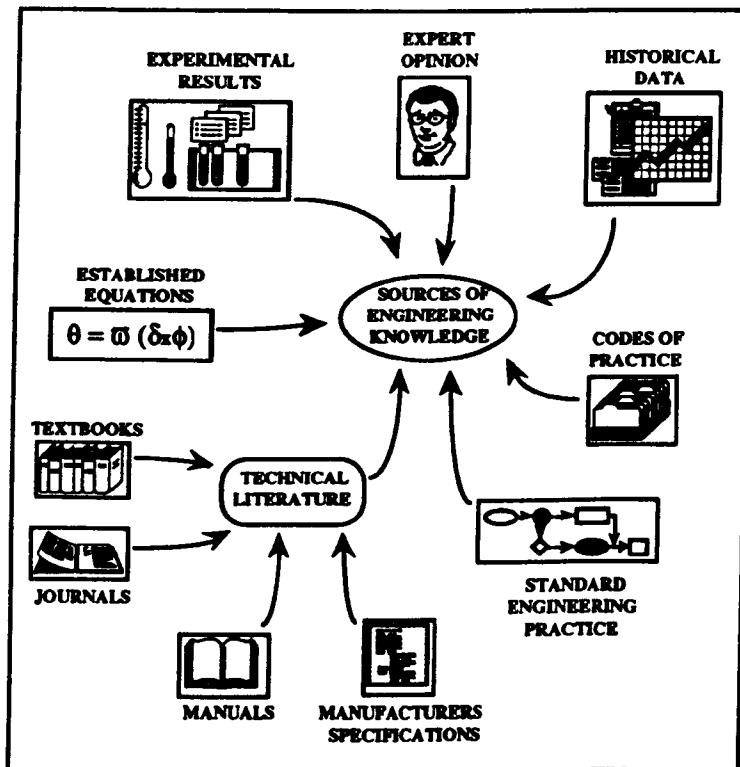 EXPERT
OPINION
EXPERIMENTAL
RESULTS
HISTORICAL
DATA
ESTABLISHED
EQUATIONS
θ = ϖ (δxϕ)
SOURCES OF
ENGINEERING
KNOWLEDGE
CODES OF
PRACTICE
TEXTBOOKS
TECHNICAL
LITERATURE
JOURNALS
STANDARD
ENGINEERING
PRACTICE
MANUALS
MANUFACTURERS
SPECIFICATIONS